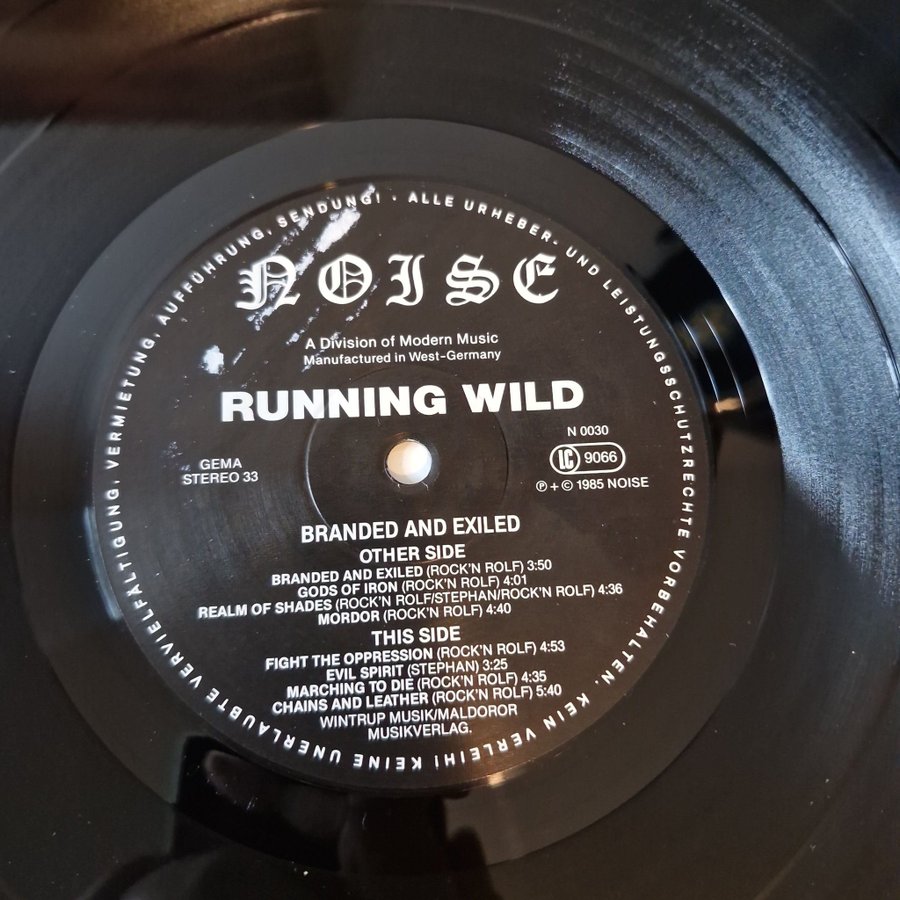 ALLE URHEBER- UND LEISTUNGSSCHUTZRECHTE VORBEHALTEN. KEIN VERLEIH! KEINE UNERLAUBTE VERVIELFÄLTIGUNG, VERMIETUNG, AUFFÜHRUNG, SENDUNG! ·
NOISE
A Division of Modern Music
Manufactured in West-Germany
RUNNING WILD
GEMA
STEREO 33
N 0030
LC 9066
℗ + © 1985 NOISE
BRANDED AND EXILED
OTHER SIDE
BRANDED AND EXILED (ROCK'N ROLF) 3:50
GODS OF IRON (ROCK'N ROLF) 4:01
REALM OF SHADES (ROCK'N ROLF/STEPHAN/ROCK'N ROLF) 4:36
MORDOR (ROCK'N ROLF) 4:40
THIS SIDE
FIGHT THE OPPRESSION (ROCK'N ROLF) 4:53
EVIL SPIRIT (STEPHAN) 3:25
MARCHING TO DIE (ROCK'N ROLF) 4:35
CHAINS AND LEATHER (ROCK'N ROLF) 5:40
WINTRUP MUSIK/MALDOROR
MUSIKVERLAG.